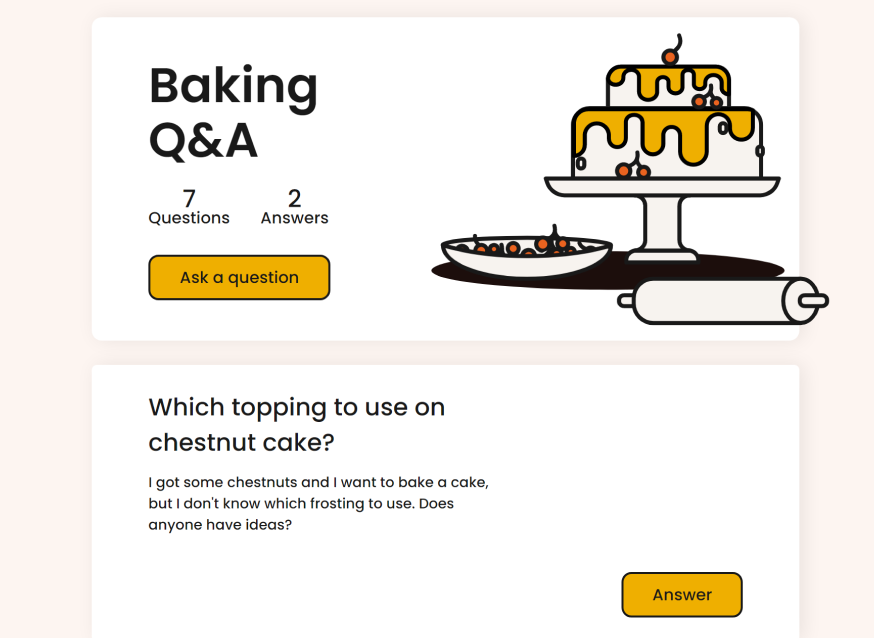 Baking
Q&A
7 2
Questions Answers
Ask a question
Which topping to use on
chestnut cake?
I got some chestnuts and I want to bake a cake,
but I don't know which frosting to use. Does
anyone have ideas?
Answer